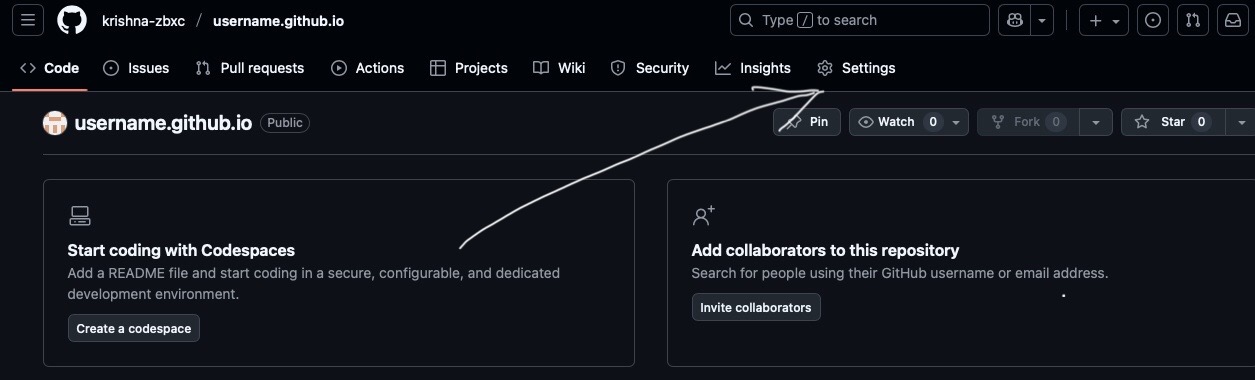 krishna-zbxc / username.github.io
Type / to search
Code Issues Pull requests Actions Projects Wiki Security Insights Settings
username.github.io Public
Pin Watch 0 Fork 0 Star 0
Start coding with Codespaces
Add a README file and start coding in a secure, configurable, and dedicated
development environment.
Create a codespace
Add collaborators to this repository
Search for people using their GitHub username or email address.
Invite collaborators